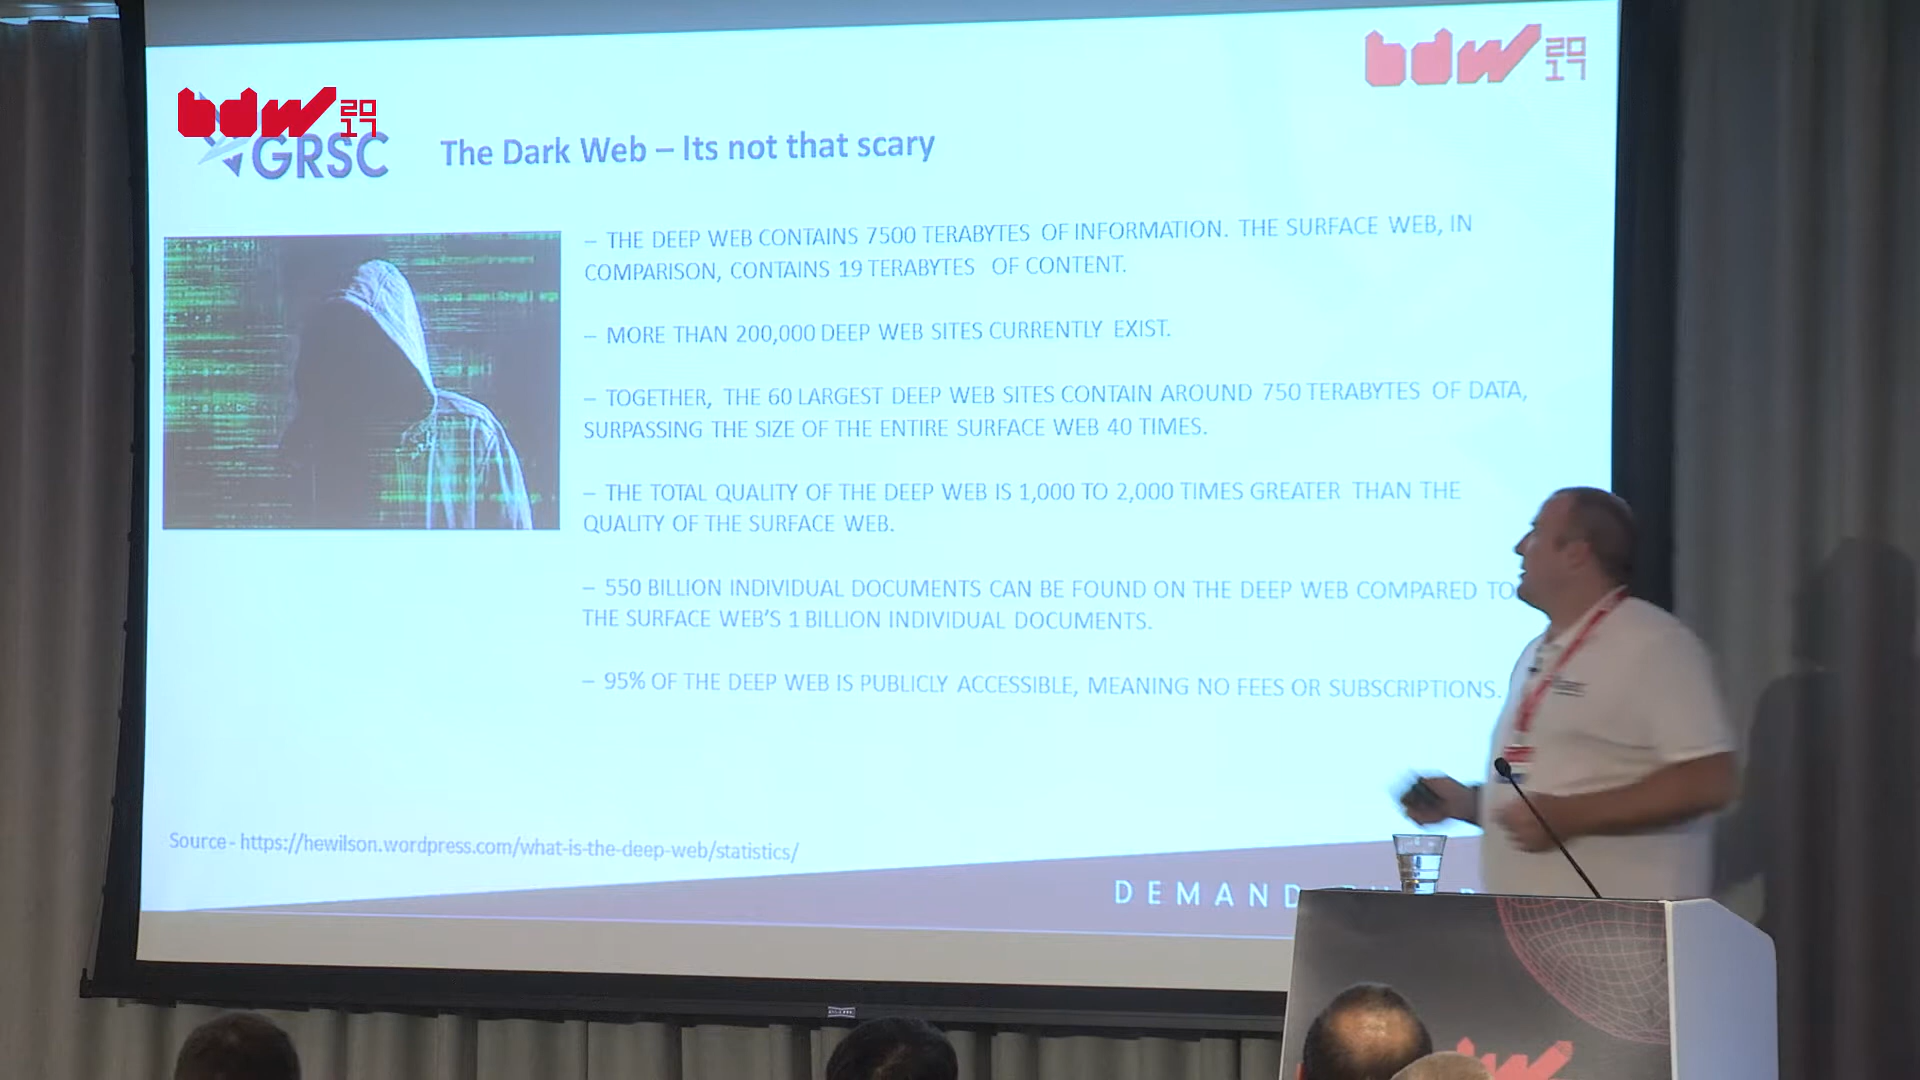 bdw 2017
bdw 2017
GRSC
The Dark Web – Its not that scary
– THE DEEP WEB CONTAINS 7500 TERABYTES OF INFORMATION. THE SURFACE WEB, IN
COMPARISON, CONTAINS 19 TERABYTES OF CONTENT.
– MORE THAN 200,000 DEEP WEB SITES CURRENTLY EXIST.
– TOGETHER, THE 60 LARGEST DEEP WEB SITES CONTAIN AROUND 750 TERABYTES OF DATA,
SURPASSING THE SIZE OF THE ENTIRE SURFACE WEB 40 TIMES.
– THE TOTAL QUALITY OF THE DEEP WEB IS 1,000 TO 2,000 TIMES GREATER THAN THE
QUALITY OF THE SURFACE WEB.
– 550 BILLION INDIVIDUAL DOCUMENTS CAN BE FOUND ON THE DEEP WEB COMPARED TO
THE SURFACE WEB’S 1 BILLION INDIVIDUAL DOCUMENTS.
– 95% OF THE DEEP WEB IS PUBLICLY ACCESSIBLE, MEANING NO FEES OR SUBSCRIPTIONS.
Source - https://hewilson.wordpress.com/what-is-the-deep-web/statistics/
DEMAND